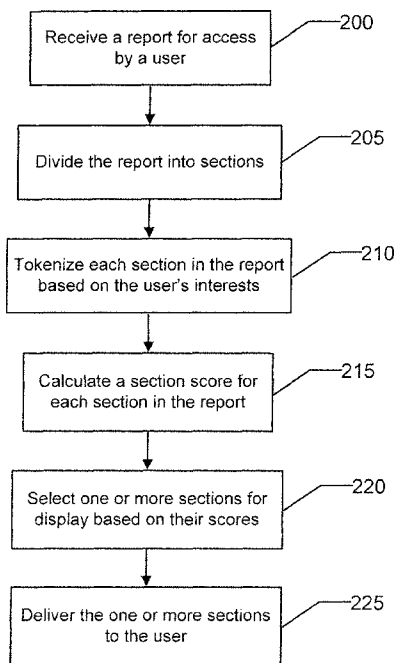 Receive a report for access
by a user
200
Divide the report into sections
205
Tokenize each section in the report
based on the user's interests
210
Calculate a section score for
each section in the report
215
Select one or more sections for
display based on their scores
220
Deliver the one or more sections
to the user
225